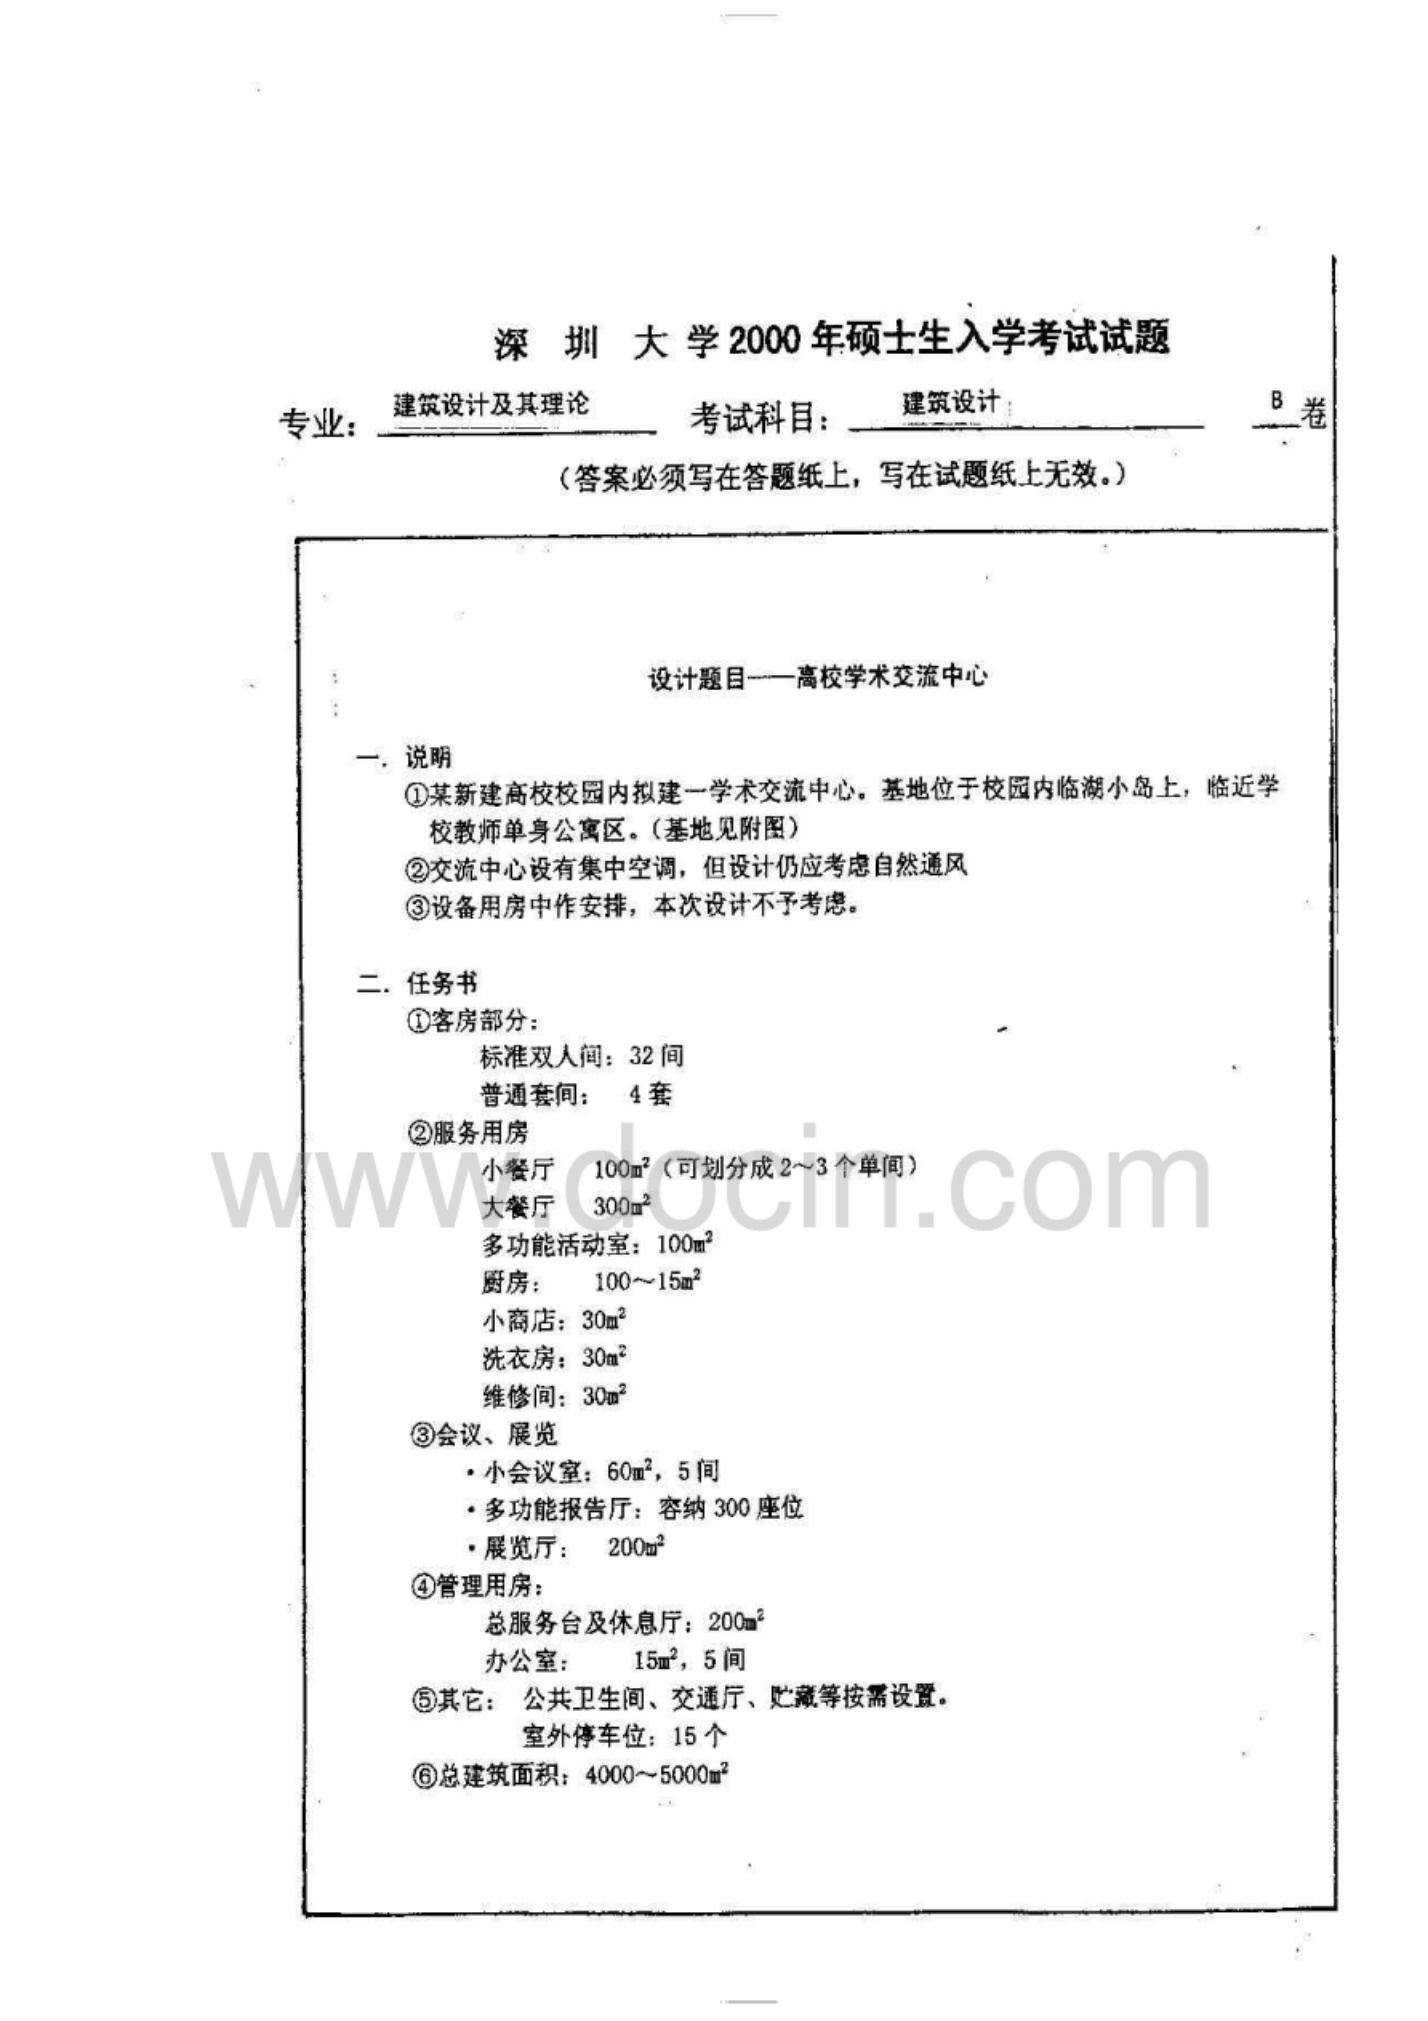 深 圳 大 学 2000 年硕士生入学考试试题
专业： 建筑设计及其理论 考试科目： 建筑设计 B 卷
（答案必须写在答题纸上，写在试题纸上无效。）
设计题目——高校学术交流中心
一．说明
①某新建高校校园内拟建一学术交流中心。基地位于校园内临湖小岛上，临近学
校教师单身公寓区。（基地见附图）
②交流中心设有集中空调，但设计仍应考虑自然通风
③设备用房中作安排，本次设计不予考虑。
二．任务书
①客房部分：
标准双人间：32 间
普通套间： 4 套
②服务用房
小餐厅 100m²（可划分成 2～3 个单间）
大餐厅 300m²
多功能活动室：100m²
厨房： 100～15m²
小商店：30m²
洗衣房：30m²
维修间：30m²
③会议、展览
·小会议室：60m²，5 间
·多功能报告厅：容纳 300 座位
·展览厅： 200m²
④管理用房：
总服务台及休息厅：200m²
办公室： 15m²，5 间
⑤其它： 公共卫生间、交通厅、贮藏等按需设置。
室外停车位：15 个
⑥总建筑面积：4000～5000m²
www.docin.com